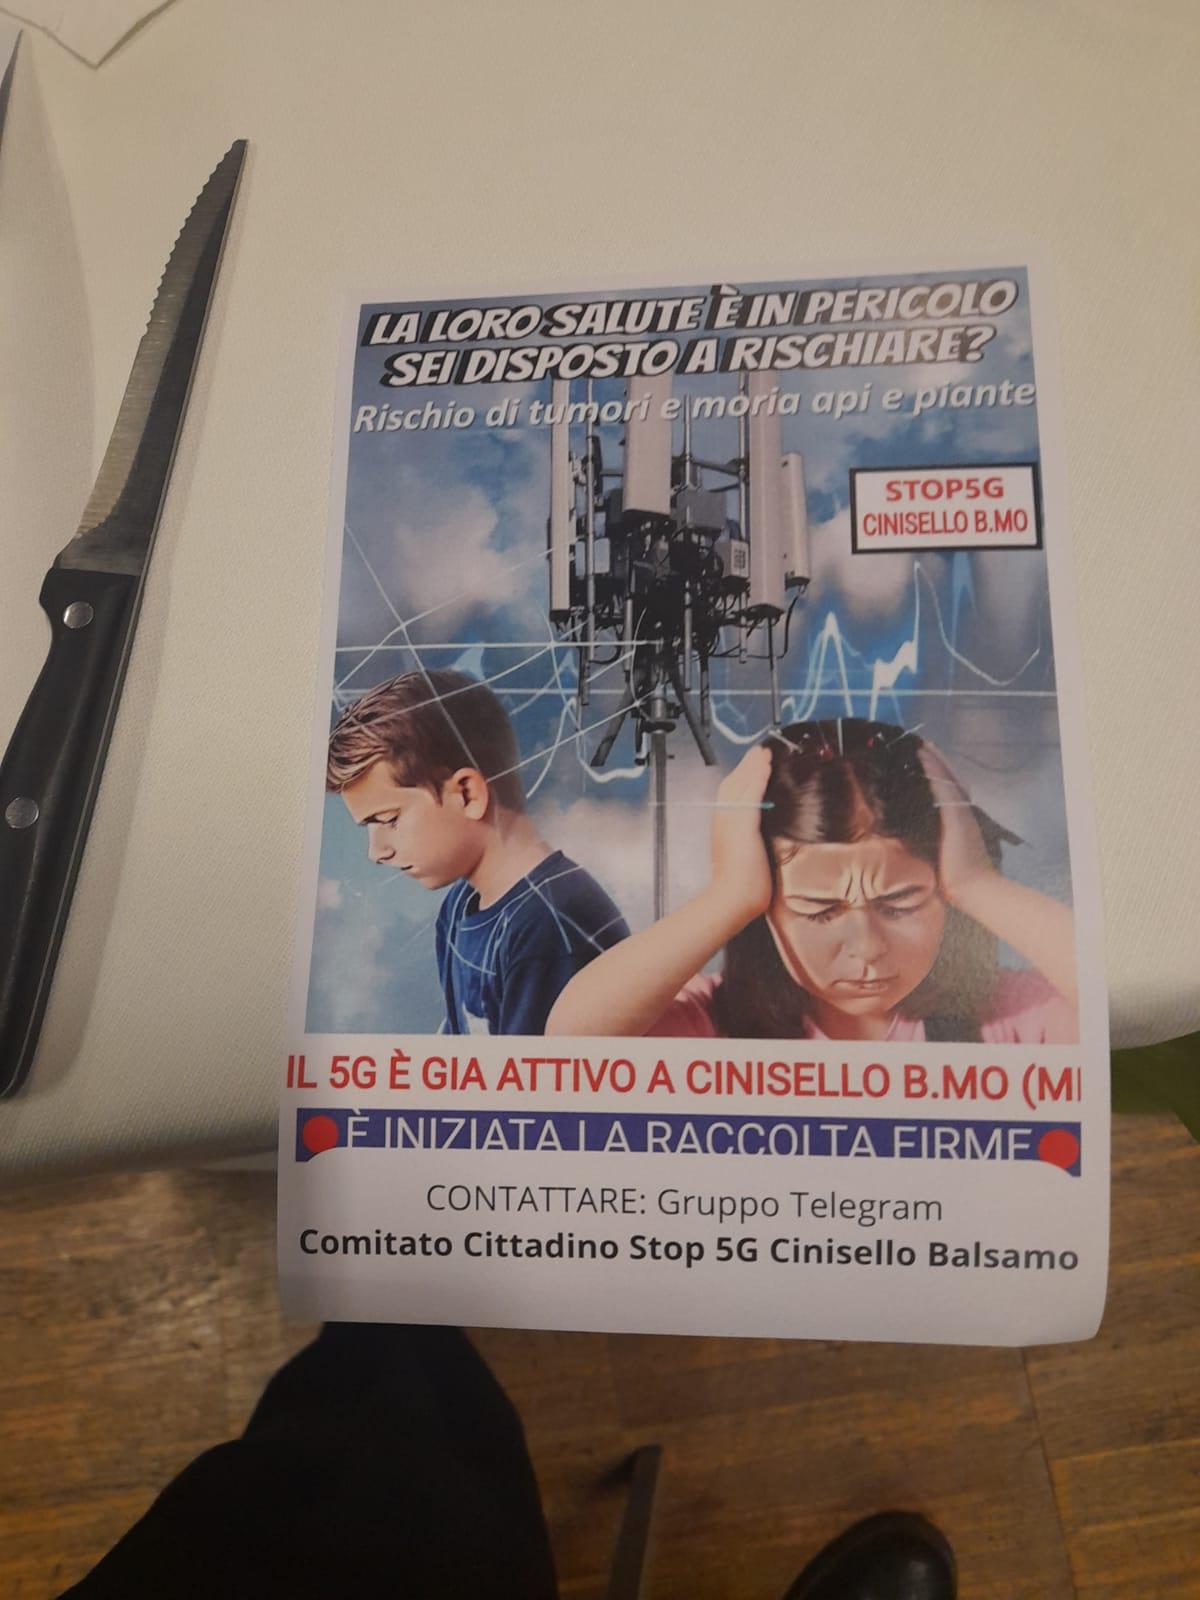 LA LORO SALUTE È IN PERICOLO
SEI DISPOSTO A RISCHIARE?
Rischio di tumori e moria api e piante
STOP5G
CINISELLO B.MO
IL 5G È GIA ATTIVO A CINISELLO B.MO (MI
È INIZIATA LA RACCOLTA FIRME
CONTATTARE: Gruppo Telegram
Comitato Cittadino Stop 5G Cinisello Balsamo